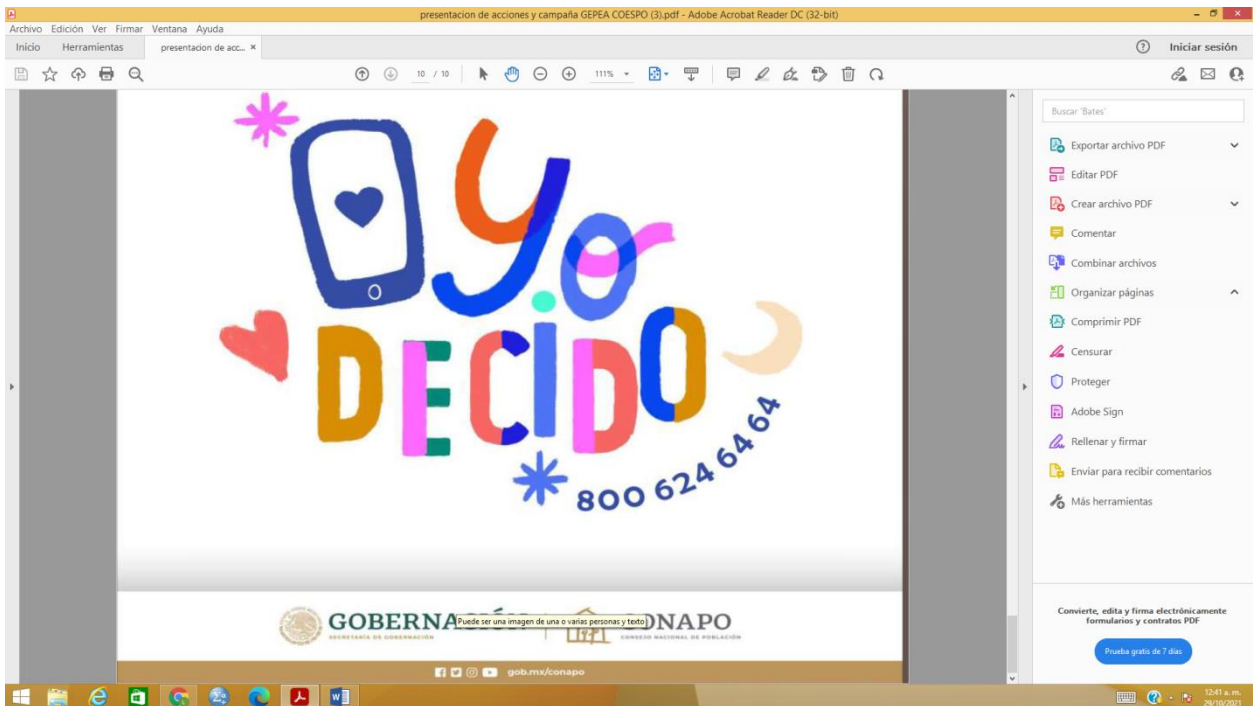 presentacion de acciones y campaña GEPEA COESPO (3).pdf - Adobe Acrobat Reader DC (32-bit)
Archivo Edición Ver Firmar Ventana Ayuda
Inicio Herramientas presentacion de acc... × Iniciar sesión
10 / 10 111%
Buscar 'Bates'
Exportar archivo PDF
Editar PDF
Crear archivo PDF
Comentar
Combinar archivos
Organizar páginas
Comprimir PDF
Censurar
Proteger
Adobe Sign
Rellenar y firmar
Enviar para recibir comentarios
Más herramientas
Convierte, edita y firma electrónicamente
formularios y contratos PDF
Prueba gratis de 7 días
yo
DECIDO
800 624 64 64
GOBERNACIÓN
SECRETARÍA DE GOBERNACIÓN
Puede ser una imagen de una o varias personas y texto
CONAPO
CONSEJO NACIONAL DE POBLACIÓN
gob.mx/conapo
12:41 a. m.
29/10/2021